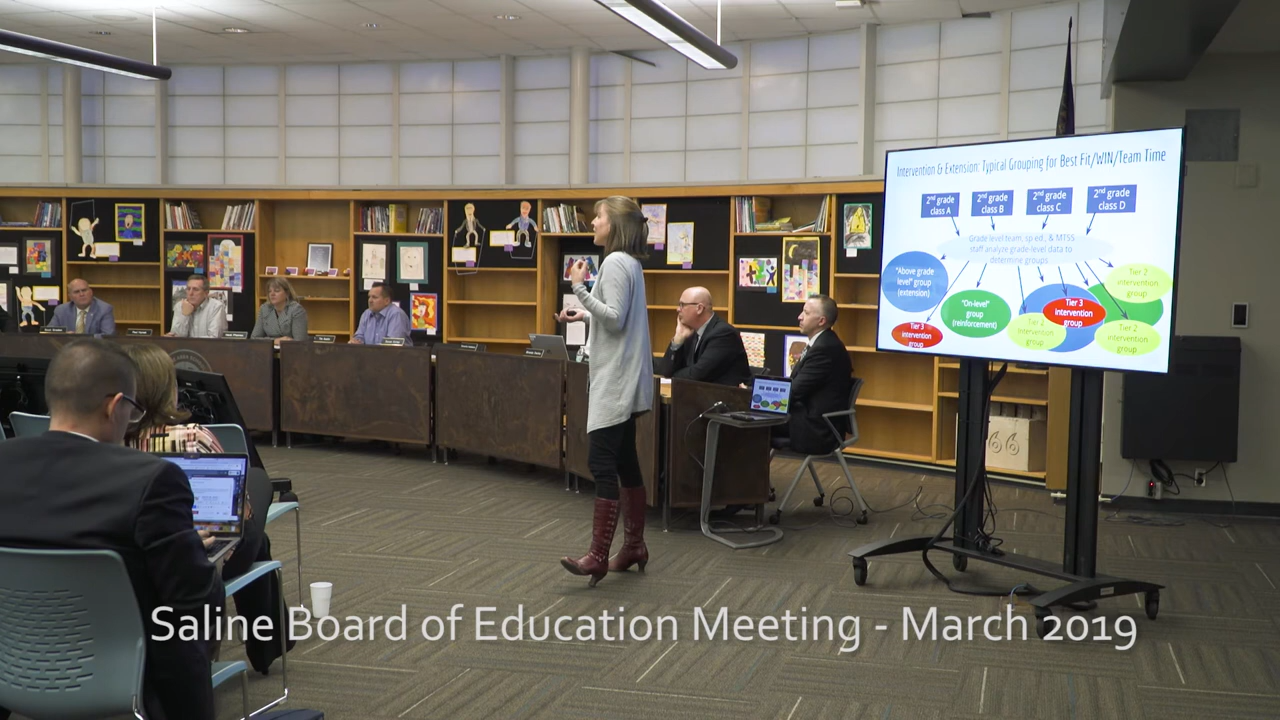 Intervention & Extension: Typical Grouping for Best Fit/WIN/Team Time
2nd grade
class A
2nd grade
class B
2nd grade
class C
2nd grade
class D
Grade level team, sp ed., & MTSS
staff analyze grade-level data to
determine groups
"Above grade
level" group
(extension)
"On-level"
group
(reinforcement)
Tier 3
intervention
group
Tier 2
intervention
group
Tier 3
intervention
group
Tier 2
intervention
group
Tier 2
intervention
group
Saline Board of Education Meeting - March 2019